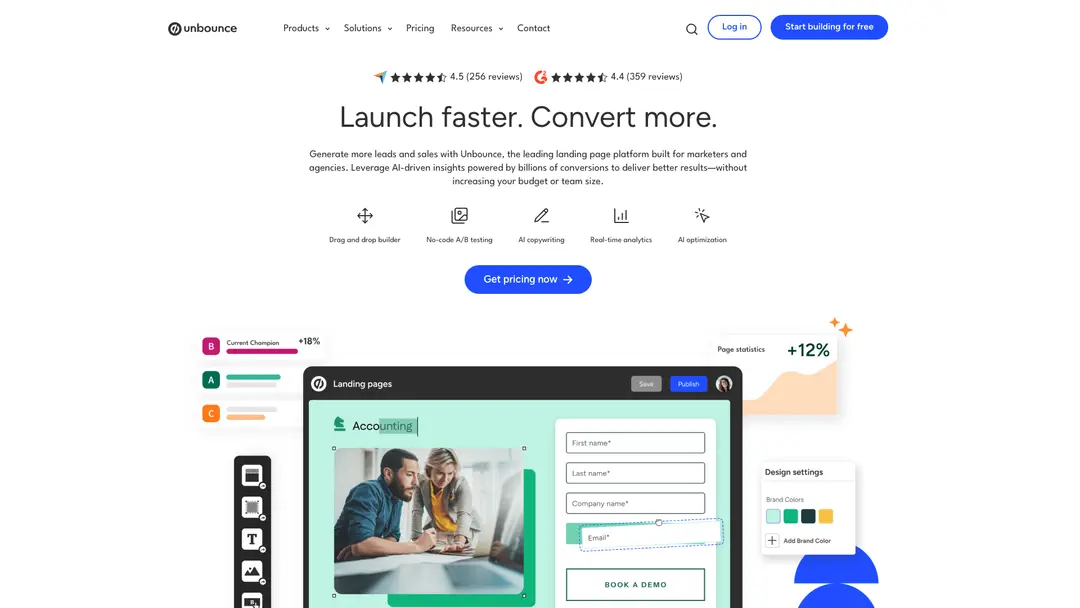 unbounce
Products Solutions Pricing Resources Contact
Log in
Start building for free
4.5 (256 reviews) 4.4 (359 reviews)
Launch faster. Convert more.
Generate more leads and sales with Unbounce, the leading landing page platform built for marketers and
agencies. Leverage AI-driven insights powered by billions of conversions to deliver better results—without
increasing your budget or team size.
Drag and drop builder No-code A/B testing AI copywriting Real-time analytics AI optimization
Get pricing now
B Current Champion +18%
A
C
Page statistics +12%
Landing pages
Save
Publish
Accounting
First name*
Last name*
Company name*
Email*
BOOK A DEMO
T
Design settings
Brand Colors
Add Brand Color